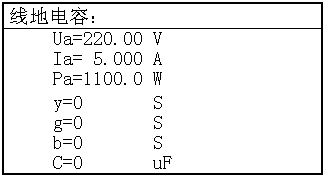 线地电容:
Ua=220.00 V
Ia= 5.000 A
Pa=1100.0 W
y=0 S
g=0 S
b=0 S
C=0 uF